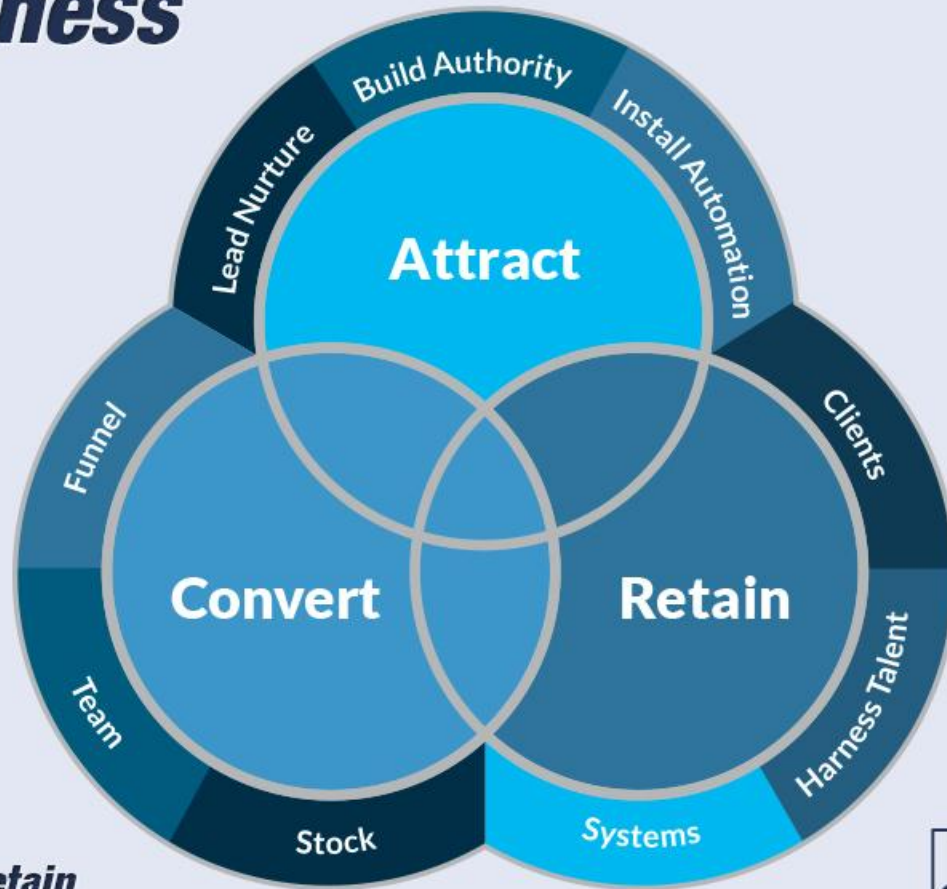 ness
Build Authority
Install Automation
Lead Nurture
Attract
Clients
Funnel
Convert
Retain
Harness Talent
Team
Systems
Stock
etain